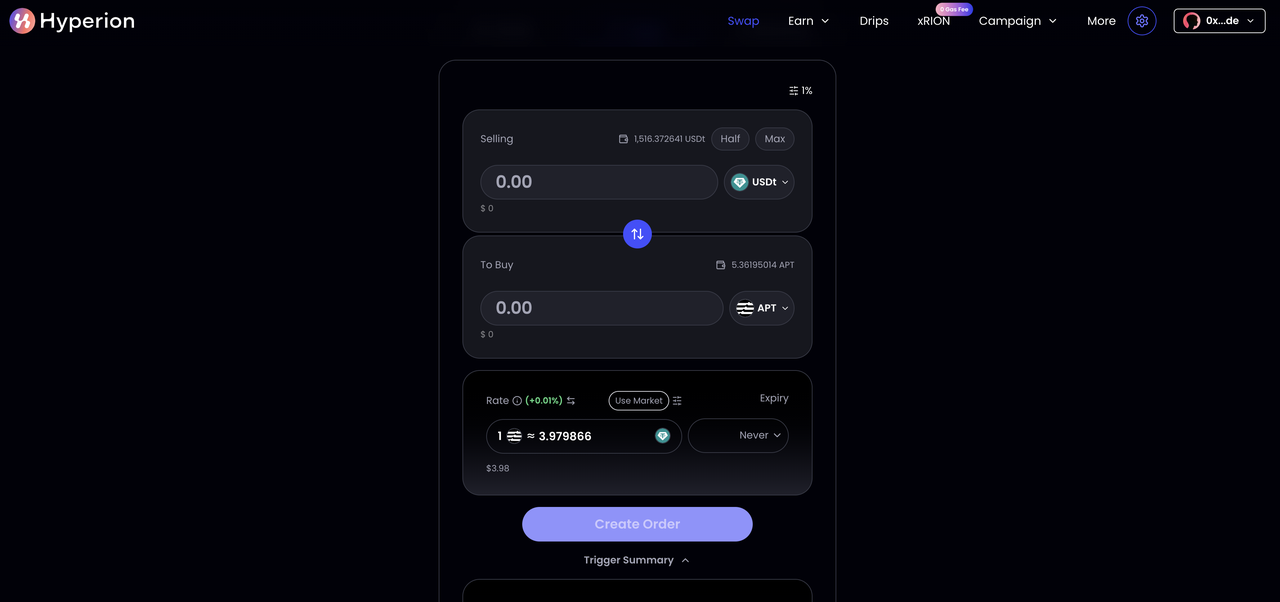 Hyperion
Swap Earn Drips xRION 0 Gas Fee Campaign More 0x...de
1%
Selling 1,516.372641 USDt Half Max
0.00 USDt
$ 0
To Buy 5.36195014 APT
0.00 APT
$ 0
Rate (+0.01%) Use Market Expiry
1 ≈ 3.979866 Never
$3.98
Create Order
Trigger Summary